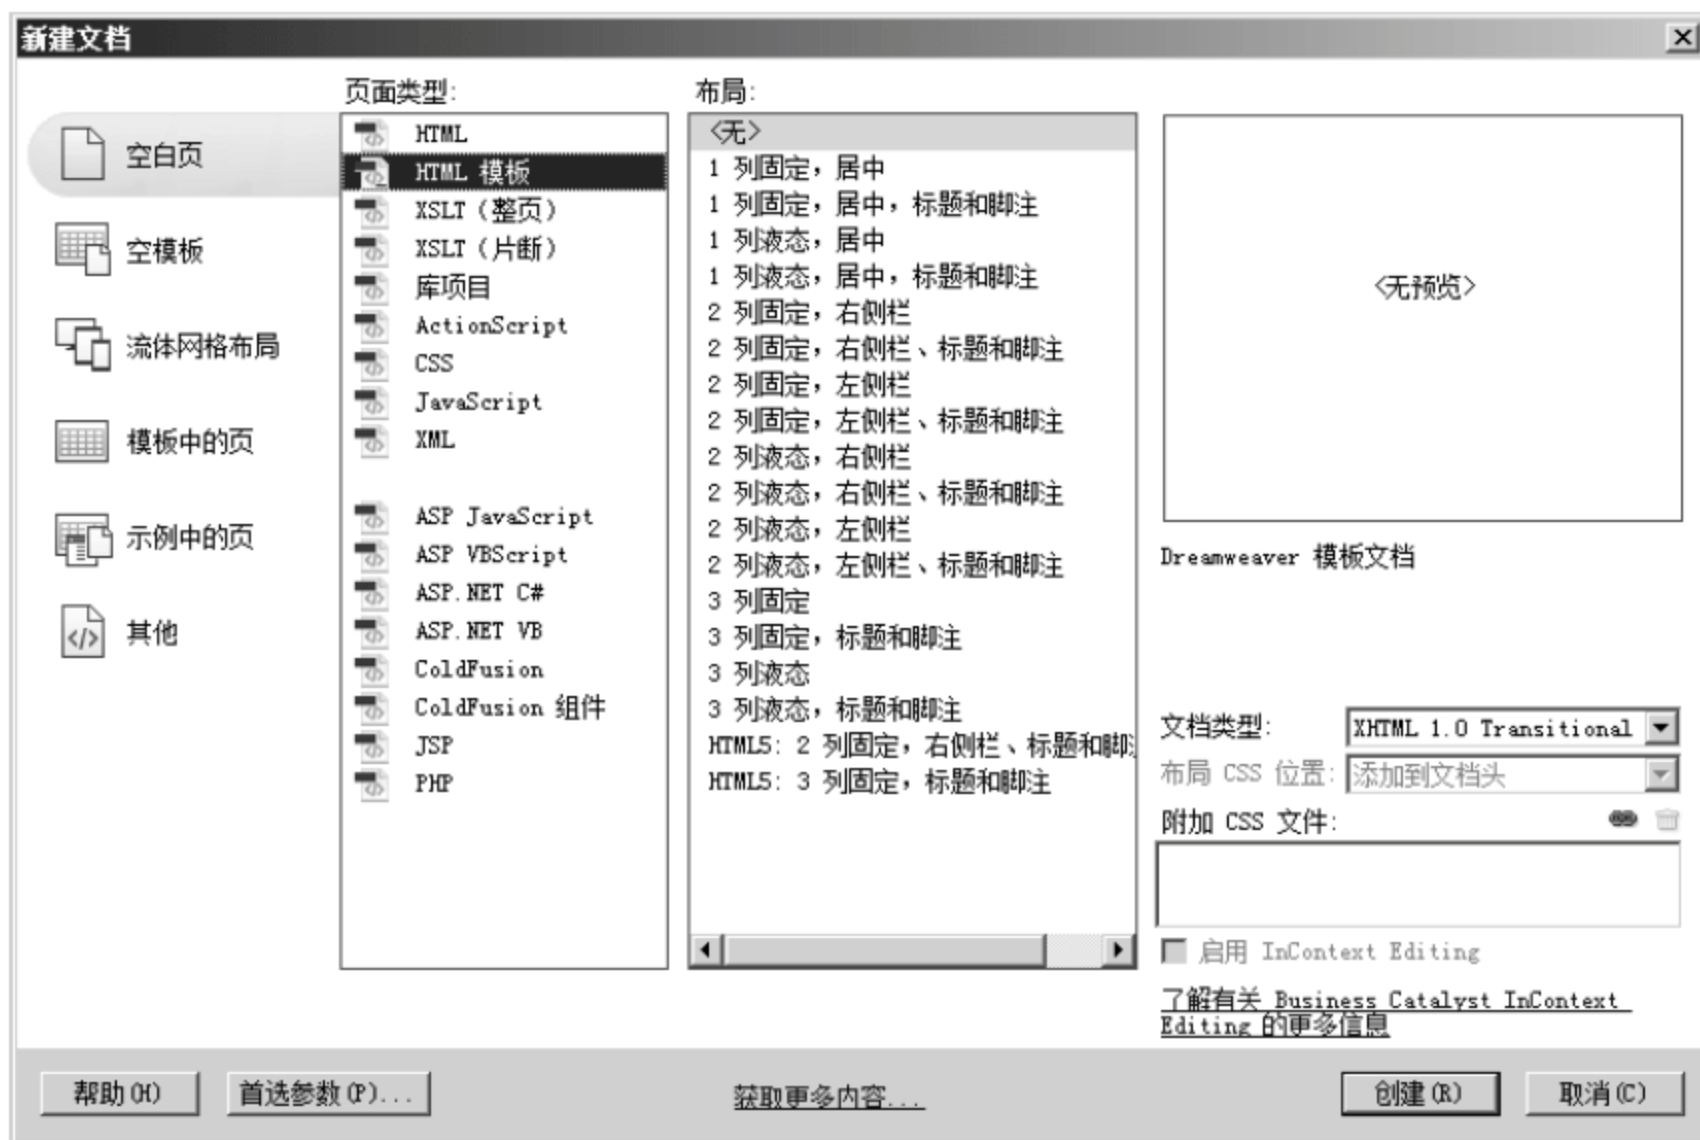 新建文档
空白页
空模板
流体网格布局
模板中的页
示例中的页
其他
页面类型:
HTML
HTML 模板
XSLT（整页）
XSLT（片断）
库项目
ActionScript
CSS
JavaScript
XML
ASP JavaScript
ASP VBScript
ASP.NET C#
ASP.NET VB
ColdFusion
ColdFusion 组件
JSP
PHP
布局:
<无>
1 列固定，居中
1 列固定，居中，标题和脚注
1 列液态，居中
1 列液态，居中，标题和脚注
2 列固定，右侧栏
2 列固定，右侧栏、标题和脚注
2 列固定，左侧栏
2 列固定，左侧栏、标题和脚注
2 列液态，右侧栏
2 列液态，右侧栏、标题和脚注
2 列液态，左侧栏
2 列液态，左侧栏、标题和脚注
3 列固定
3 列固定，标题和脚注
3 列液态
3 列液态，标题和脚注
HTML5: 2 列固定，右侧栏、标题和脚注
HTML5: 3 列固定，标题和脚注
<无预览>
Dreamweaver 模板文档
文档类型: XHTML 1.0 Transitional
布局 CSS 位置: 添加到文档头
附加 CSS 文件:
启用 InContext Editing
了解有关 Business Catalyst InContext
Editing 的更多信息
帮助(H) 首选参数(P)... 获取更多内容... 创建(R) 取消(C)